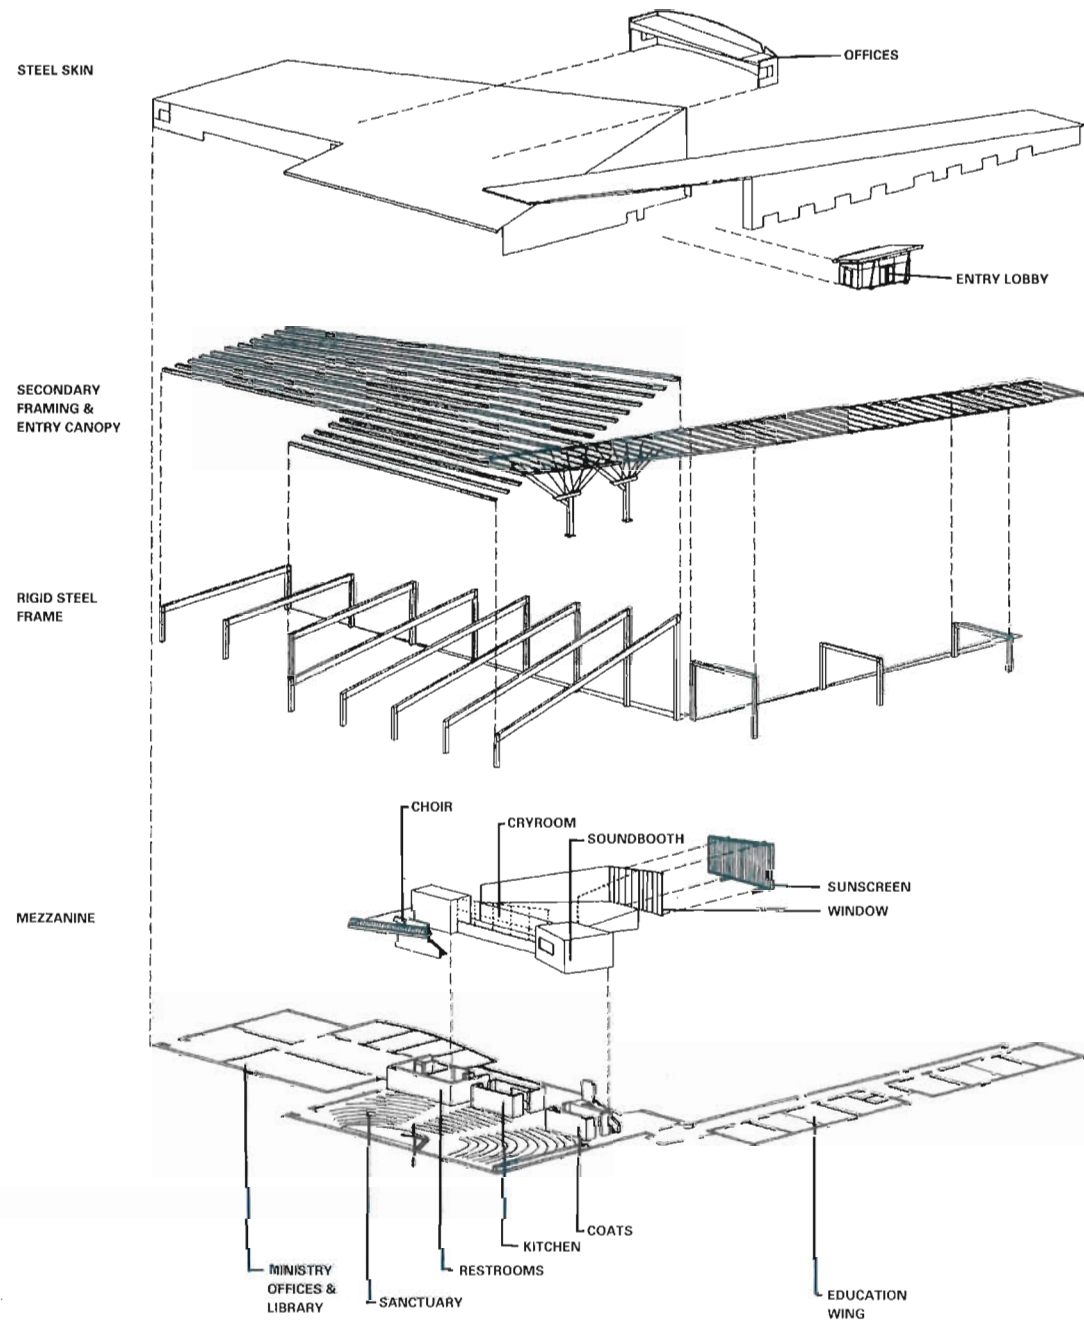 STEEL SKIN
OFFICES
ENTRY LOBBY
SECONDARY
FRAMING &
ENTRY CANOPY
RIGID STEEL
FRAME
CHOIR
CRYROOM
SOUNDBOOTH
SUNSCREEN
WINDOW
MEZZANINE
COATS
KITCHEN
RESTROOMS
MINISTRY
OFFICES &
LIBRARY
SANCTUARY
EDUCATION
WING